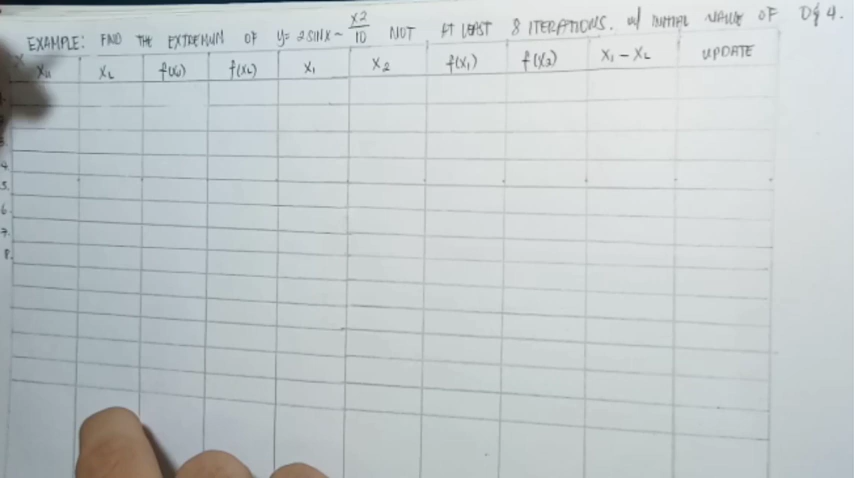 EXAMPLE: FIND THE EXTREMUM OF y= 2 SINX - x2/10 NOT AT LEAST 8 ITERATIONS. w/ INITIAL VALUE OF 0 & 4.
Xu XL f(Xu) f(XL) X1 X2 f(X1) f(X2) X1 - XL UPDATE
4.
5.
6.
7.
8.